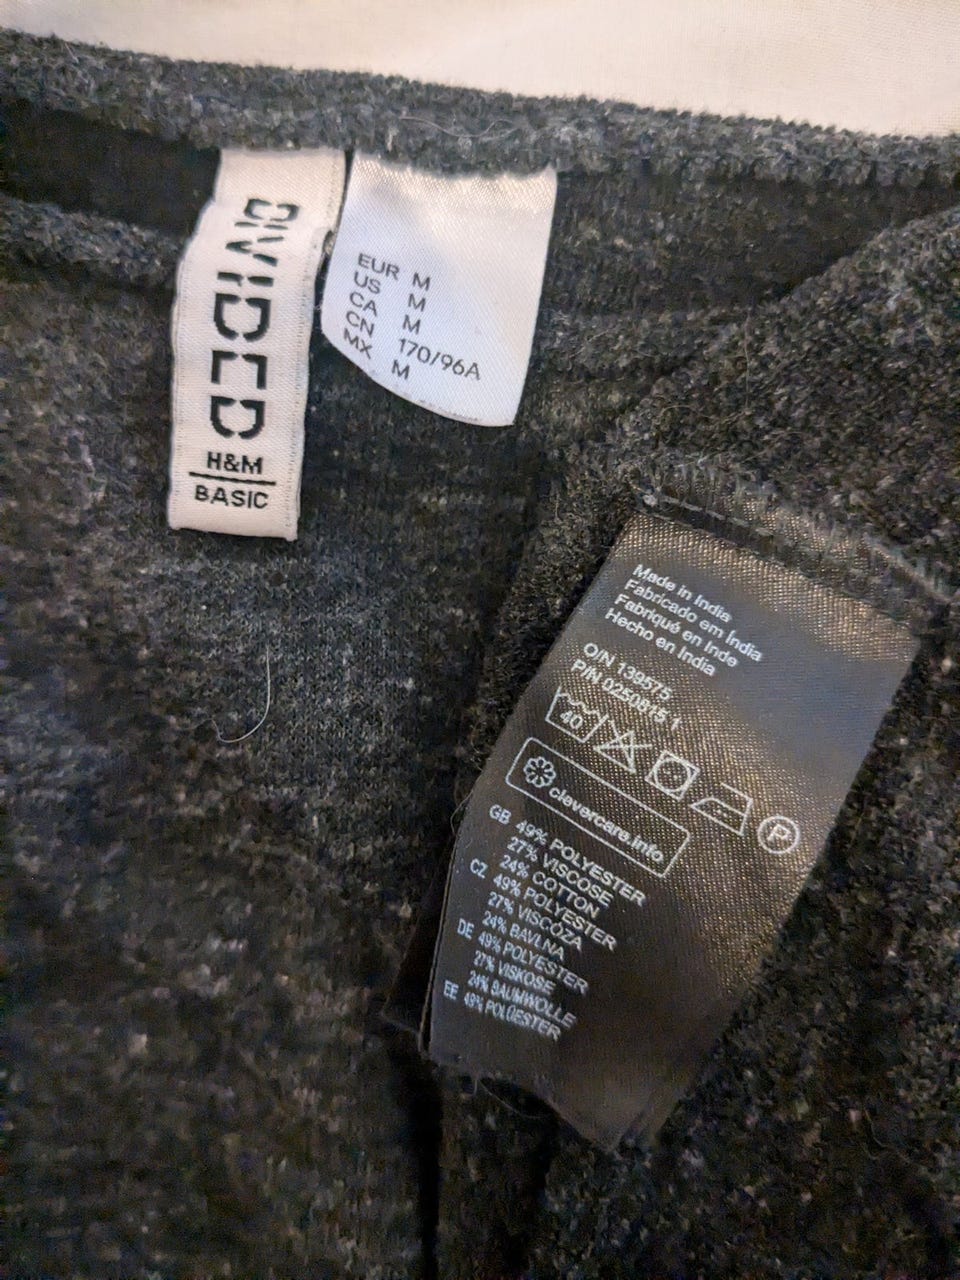 DIVIDED
H&M
BASIC
EUR M
US M
CA M
CN 170/96A
MX M
Made in India
Fabricado em Índia
Fabriqué en Inde
Hecho en India
O/N 139575
P/N 0250815 1
40
P
clevercare.info
GB 49% POLYESTER
27% VISCOSE
24% COTTON
CZ 49% POLYESTER
27% VISCÓZA
24% BAVLNA
DE 49% POLYESTER
27% VISKOSE
24% BAUMWOLLE
EE 49% POLÜESTER